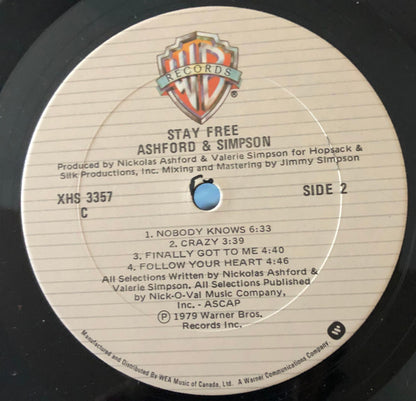 WB
RECORDS
®
STAY FREE
ASHFORD & SIMPSON
Produced by Nickolas Ashford & Valerie Simpson for Hopsack &
Silk Productions, Inc. Mixing and Mastering by Jimmy Simpson
XHS 3357
C
SIDE 2
1. NOBODY KNOWS 6:33
2. CRAZY 3:39
3. FINALLY GOT TO ME 4:40
4. FOLLOW YOUR HEART 4:46
All Selections Written by Nickolas Ashford &
Valerie Simpson. All Selections Published
by Nick-O-Val Music Company,
Inc. - ASCAP
Ⓟ 1979 Warner Bros.
Records Inc.
Manufactured and Distributed By WEA Music of Canada, Ltd. A Warner Communications Company.